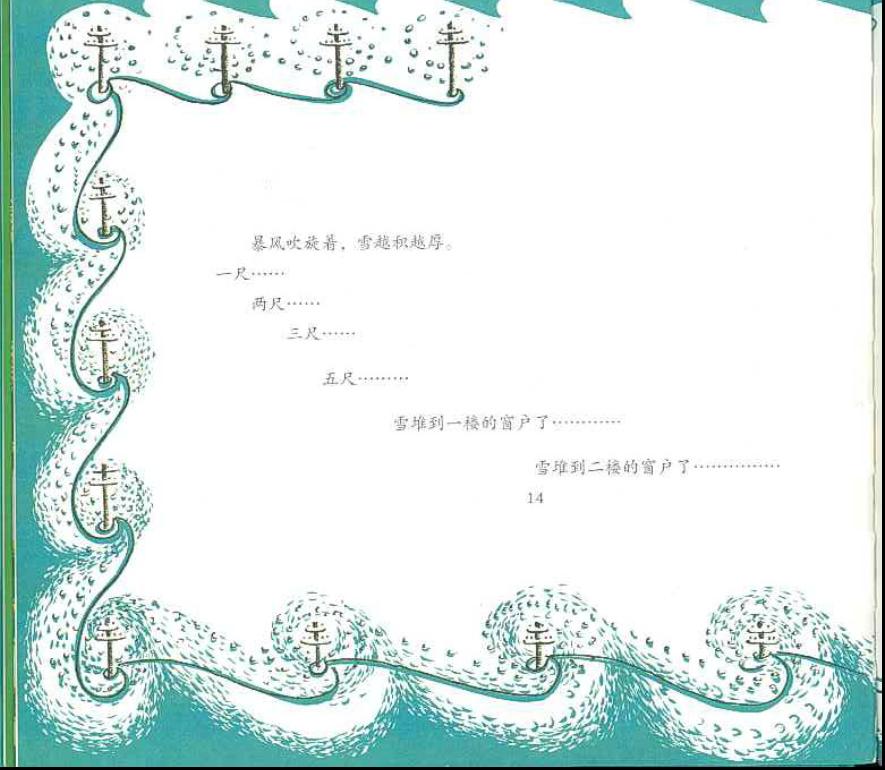 暴风吹旋着，雪越积越厚。
一尺……
两尺……
三尺……
五尺………
雪堆到一楼的窗户了…………
雪堆到二楼的窗户了……………
14